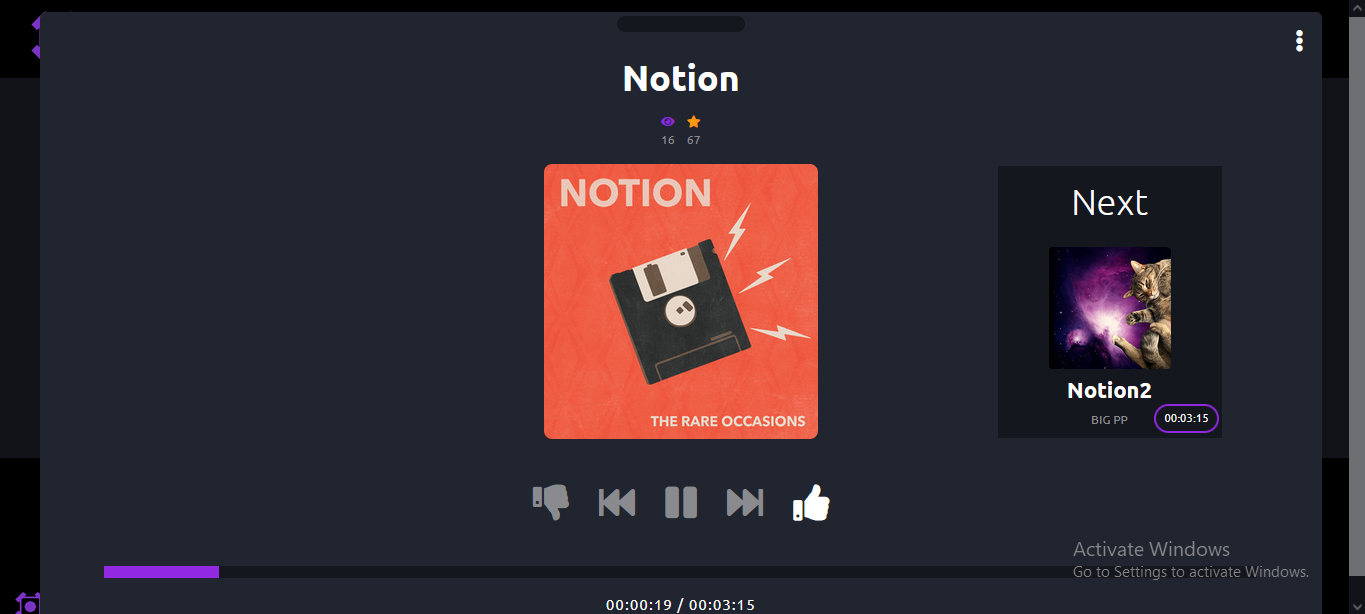 Notion
16 67
NOTION
THE RARE OCCASIONS
Next
Notion2
BIG PP
00:03:15
Activate Windows
Go to Settings to activate Windows.
00:00:19 / 00:03:15